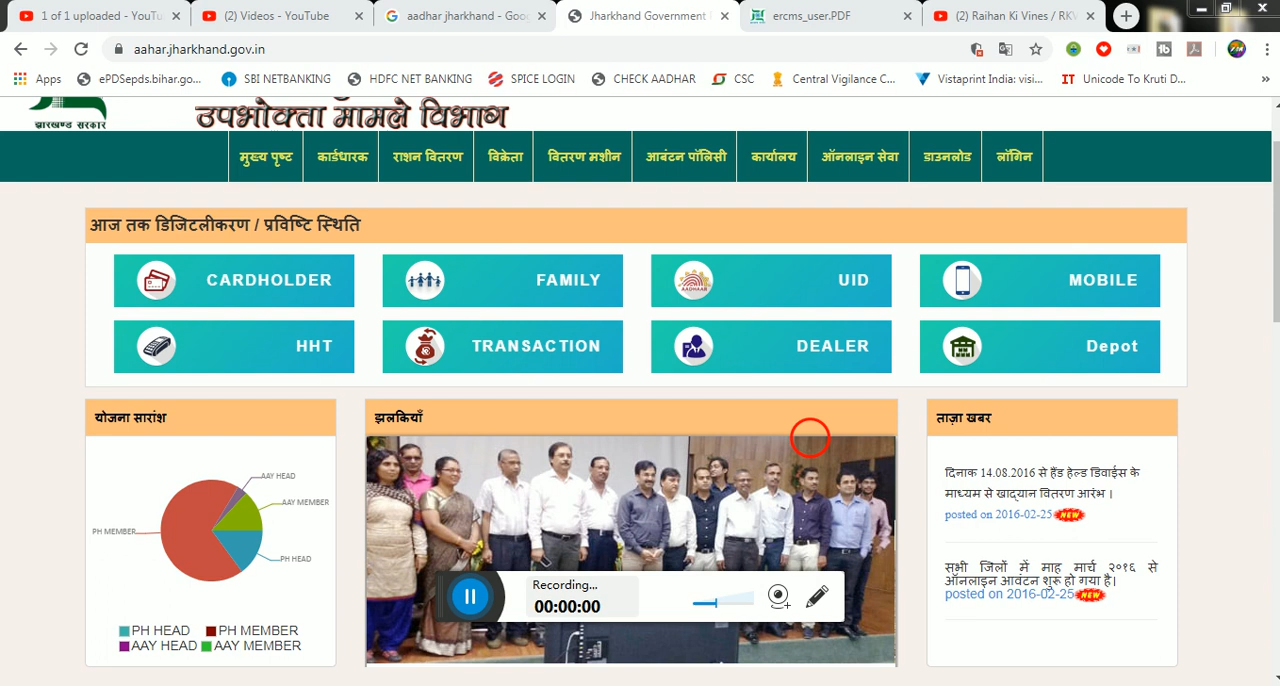 1 of 1 uploaded - YouTu
(2) Videos - YouTube
aadhar jharkhand - Goo
Jharkhand Government
ercms_user.PDF
(2) Raihan Ki Vines / RKV
aahar.jharkhand.gov.in
Apps
ePDSepds.bihar.go...
SBI NETBANKING
HDFC NET BANKING
SPICE LOGIN
CHECK AADHAR
CSC
Central Vigilance C...
Vistaprint India: visi...
IT Unicode To Kruti D...
झारखण्ड सरकार
उपभोक्ता मामले विभाग
मुख्य पृष्ट
कार्डधारक
राशन वितरण
विक्रेता
वितरण मशीन
आबंटन पॉलिसी
कार्यालय
ऑनलाइन सेवा
डाउनलोड
लॉगिन
आज तक डिजिटलीकरण / प्रविष्टि स्थिति
CARDHOLDER
FAMILY
AADHAAR
UID
MOBILE
HHT
TRANSACTION
DEALER
Depot
योजना सारांश
AAY HEAD
AAY MEMBER
PH MEMBER
PH HEAD
PH HEAD PH MEMBER
AAY HEAD AAY MEMBER
झलकियाँ
Recording...
00:00:00
ताज़ा खबर
दिनाक 14.08.2016 से हैंड हेल्ड डिवाईस के
माध्यम से खाद्यान वितरण आरंभ ।
posted on 2016-02-25 NEW
सभी जिलों में माह मार्च २०१६ से
ऑनलाइन आवंटन शुरू हो गया है|
posted on 2016-02-25 NEW